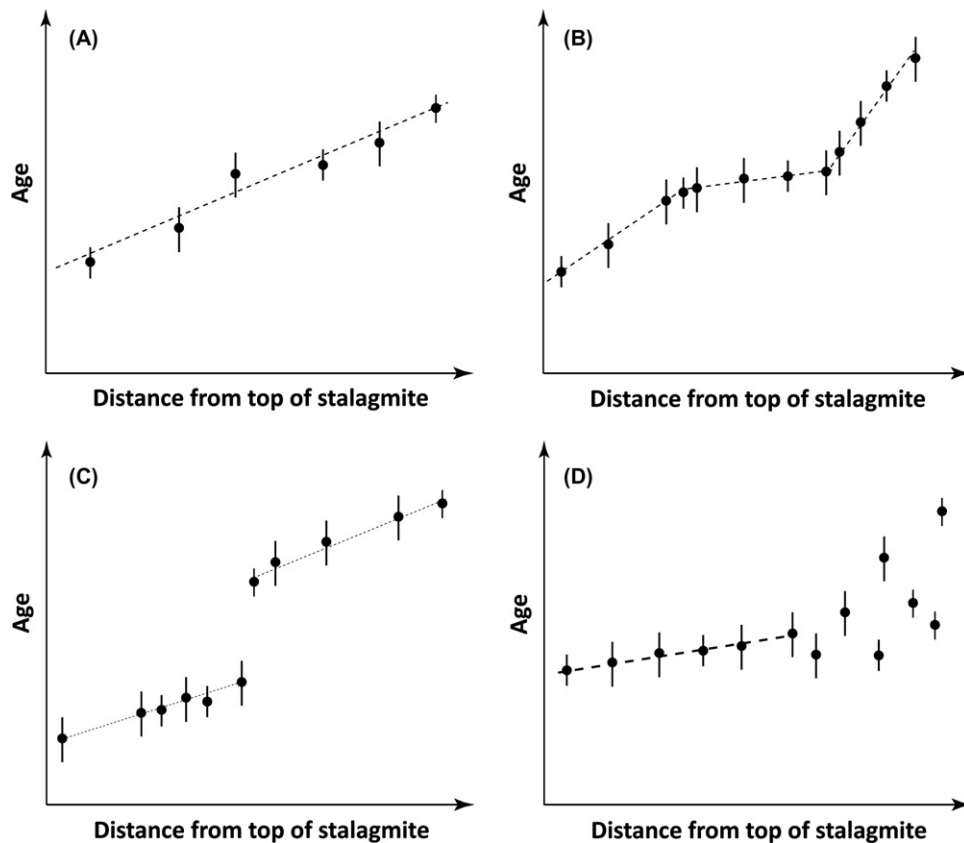 (A)
Age
Distance from top of stalagmite
(B)
Age
Distance from top of stalagmite
(C)
Age
Distance from top of stalagmite
(D)
Age
Distance from top of stalagmite